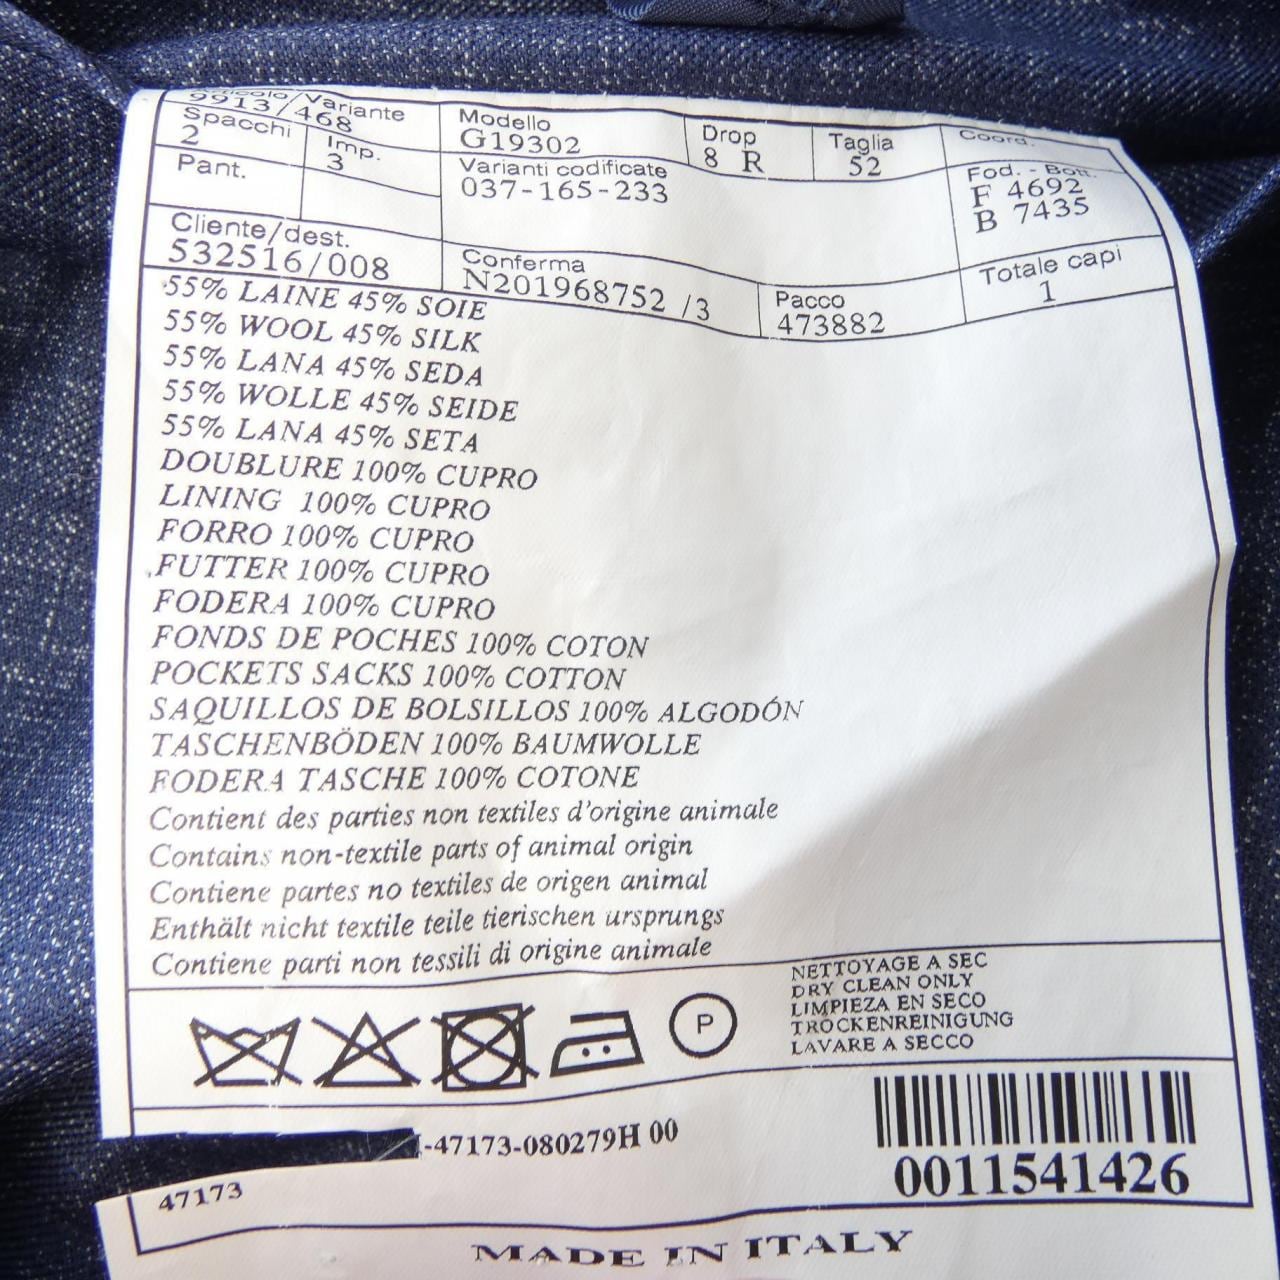 Articolo/Variante
9913/468
Modello
G19302
Drop
8 R
Taglia
52
Coord.
Spacchi
2
Imp.
3
Varianti codificate
037-165-233
Fod. - Bott.
F 4692
B 7435
Pant.
Cliente/dest.
532516/008
Conferma
N201968752 /3
Pacco
473882
Totale capi
1
55% LAINE 45% SOIE
55% WOOL 45% SILK
55% LANA 45% SEDA
55% WOLLE 45% SEIDE
55% LANA 45% SETA
DOUBLURE 100% CUPRO
LINING 100% CUPRO
FORRO 100% CUPRO
FUTTER 100% CUPRO
FODERA 100% CUPRO
FONDS DE POCHES 100% COTON
POCKETS SACKS 100% COTTON
SAQUILLOS DE BOLSILLOS 100% ALGODÓN
TASCHENBÖDEN 100% BAUMWOLLE
FODERA TASCHE 100% COTONE
Contient des parties non textiles d'origine animale
Contains non-textile parts of animal origin
Contiene partes no textiles de origen animal
Enthält nicht textile teile tierischen ursprungs
Contiene parti non tessili di origine animale
P
NETTOYAGE A SEC
DRY CLEAN ONLY
LIMPIEZA EN SECO
TROCKENREINIGUNG
LAVARE A SECCO
-47173-080279H 00
0011541426
47173
MADE IN ITALY